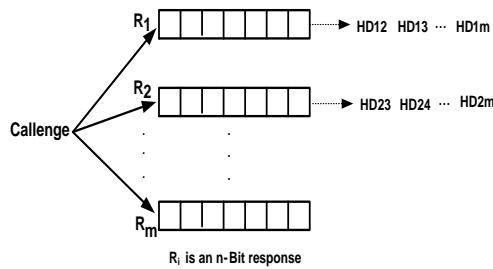 R1
HD12 HD13 ... HD1m
R2
HD23 HD24 ... HD2m
Callenge
Rm
Ri is an n-Bit response